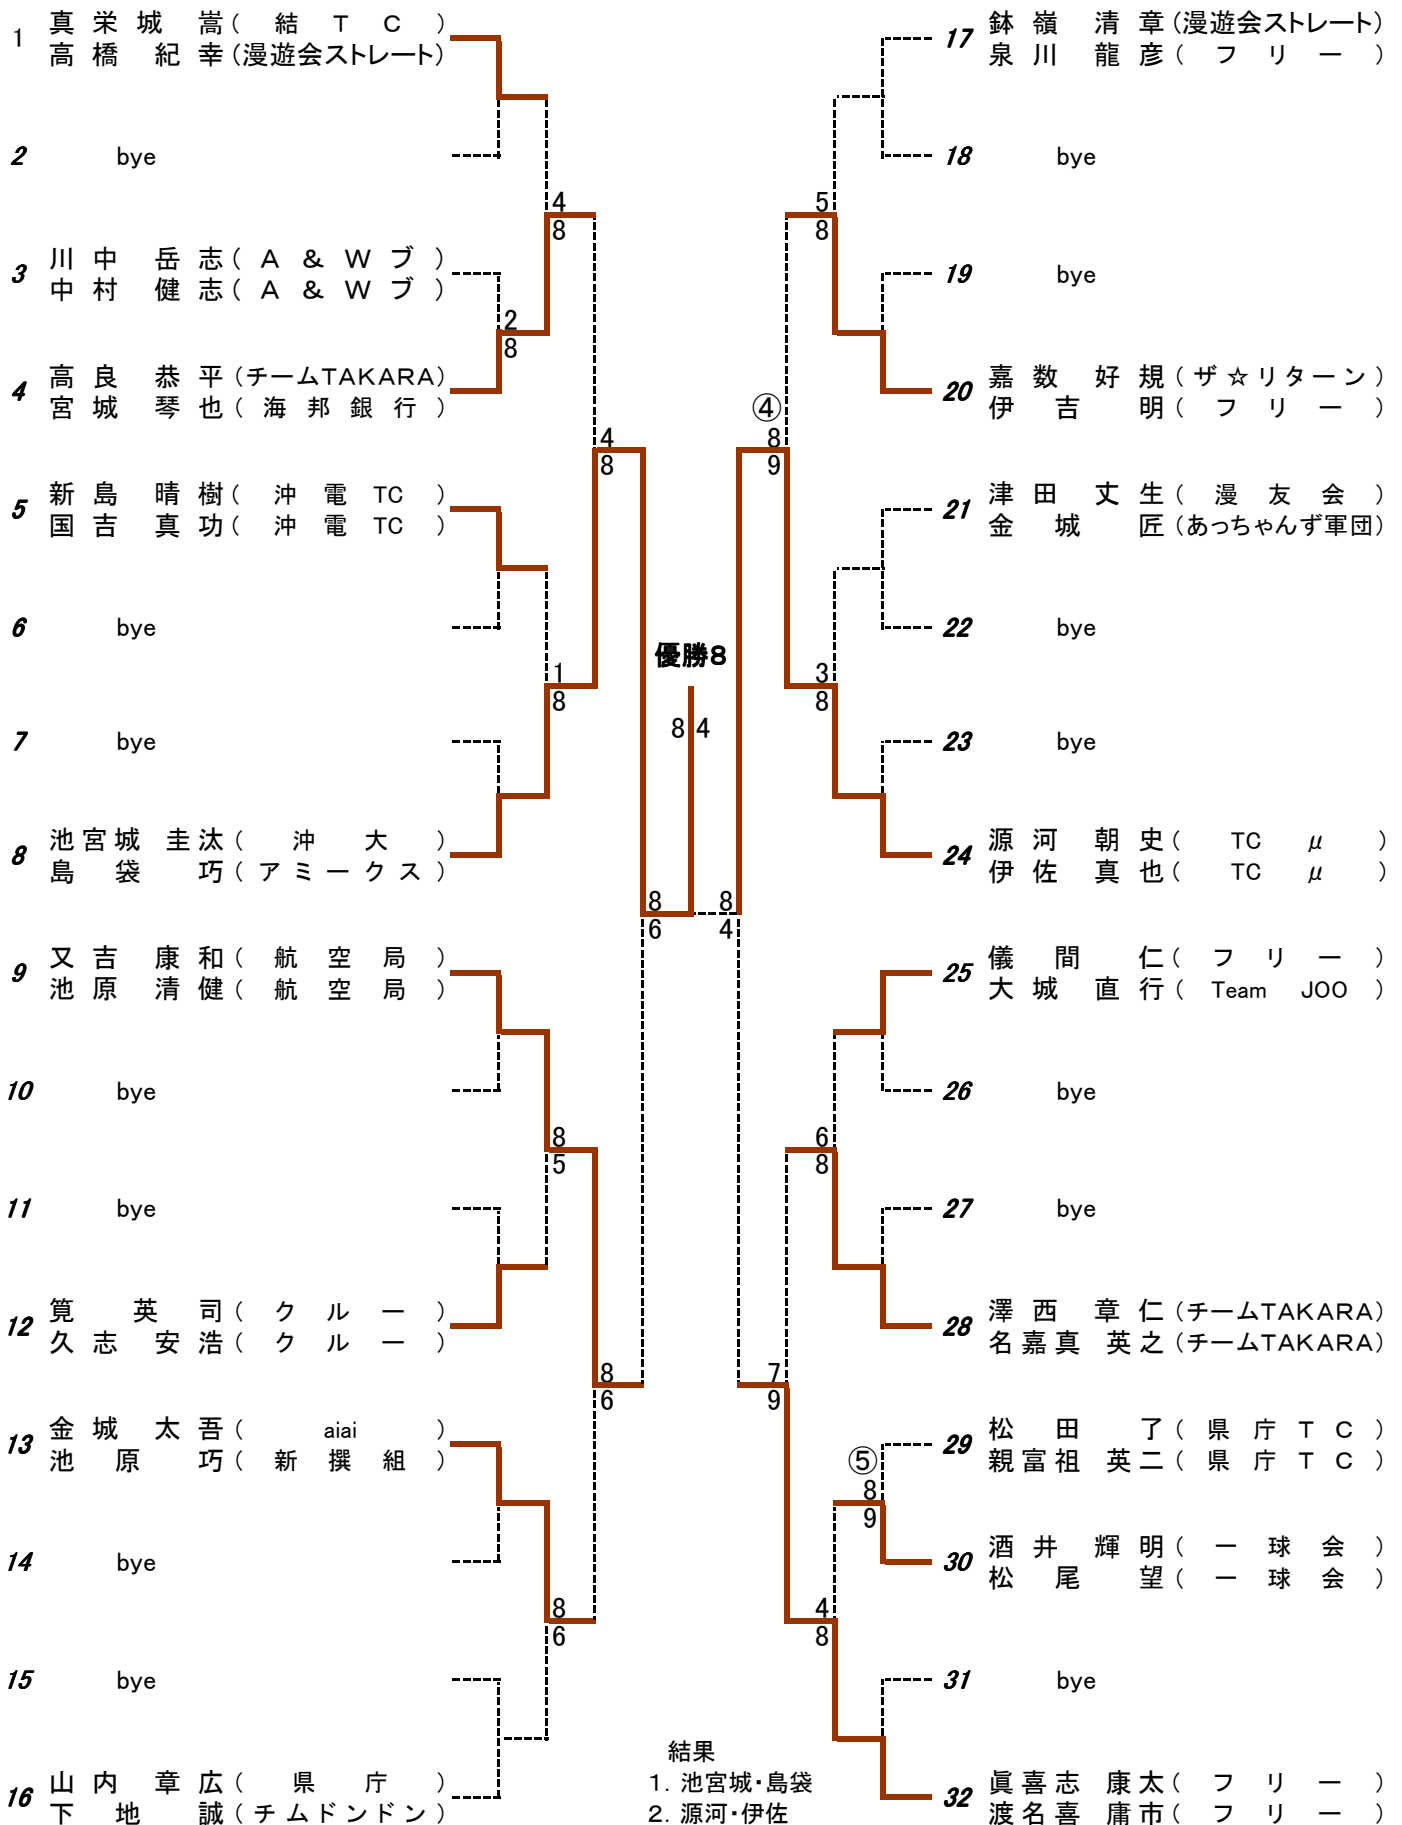 1 真栄城 嵩(結TC)
高橋 紀幸(漫遊会ストレート)
2 bye
3 川中 岳志(A&Wブ)
中村 健志(A&Wブ)
4 高良 恭平(チームTAKARA)
宮城 琴也(海邦銀行)
5 新島 晴樹(沖電TC)
国吉 真功(沖電TC)
6 bye
7 bye
8 池宮城 圭汰(沖大)
島袋 巧(アミークス)
9 又吉 康和(航空局)
池原 清健(航空局)
10 bye
11 bye
12 筧 英司(クルー)
久志 安浩(クルー)
13 金城 太吾(aiai)
池原 巧(新撰組)
14 bye
15 bye
16 山内 章広(県庁)
下地 誠(チムドンドン)
2
8
4
8
1
8
8
5
8
6
4
8
8
6
8
6
優勝8
8 4
8
4
④
8
9
7
9
5
8
3
8
6
8
4
8
⑤
8
9
17 鉢嶺 清章(漫遊会ストレート)
泉川 龍彦(フリー)
18 bye
19 bye
20 嘉数 好規(ザ☆リターン)
伊吉 明(フリー)
21 津田 丈生(漫友会)
金城 匠(あっちゃんず軍団)
22 bye
23 bye
24 源河 朝史(TC μ)
伊佐 真也(TC μ)
25 儀間 仁(フリー)
大城 直行(Team JOO)
26 bye
27 bye
28 澤西 章仁(チームTAKARA)
名嘉真 英之(チームTAKARA)
29 松田 了(県庁TC)
親富祖 英二(県庁TC)
30 酒井 輝明(一球会)
松尾 望(一球会)
31 bye
32 眞喜志 康太(フリー)
渡名喜 庸市(フリー)
結果
1. 池宮城・島袋
2. 源河・伊佐